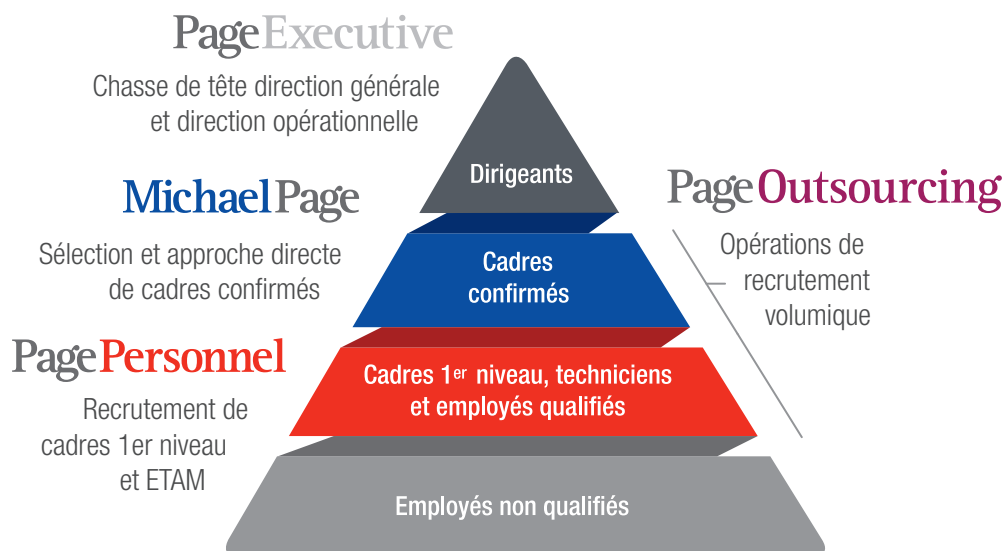 PageExecutive
Chasse de tête direction générale
et direction opérationnelle
Dirigeants
MichaelPage
Sélection et approche directe
de cadres confirmés
Cadres
confirmés
PageOutsourcing
Opérations de
recrutement
volumique
PagePersonnel
Recrutement de
cadres 1er niveau
et ETAM
Cadres 1er niveau, techniciens
et employés qualifiés
Employés non qualifiés